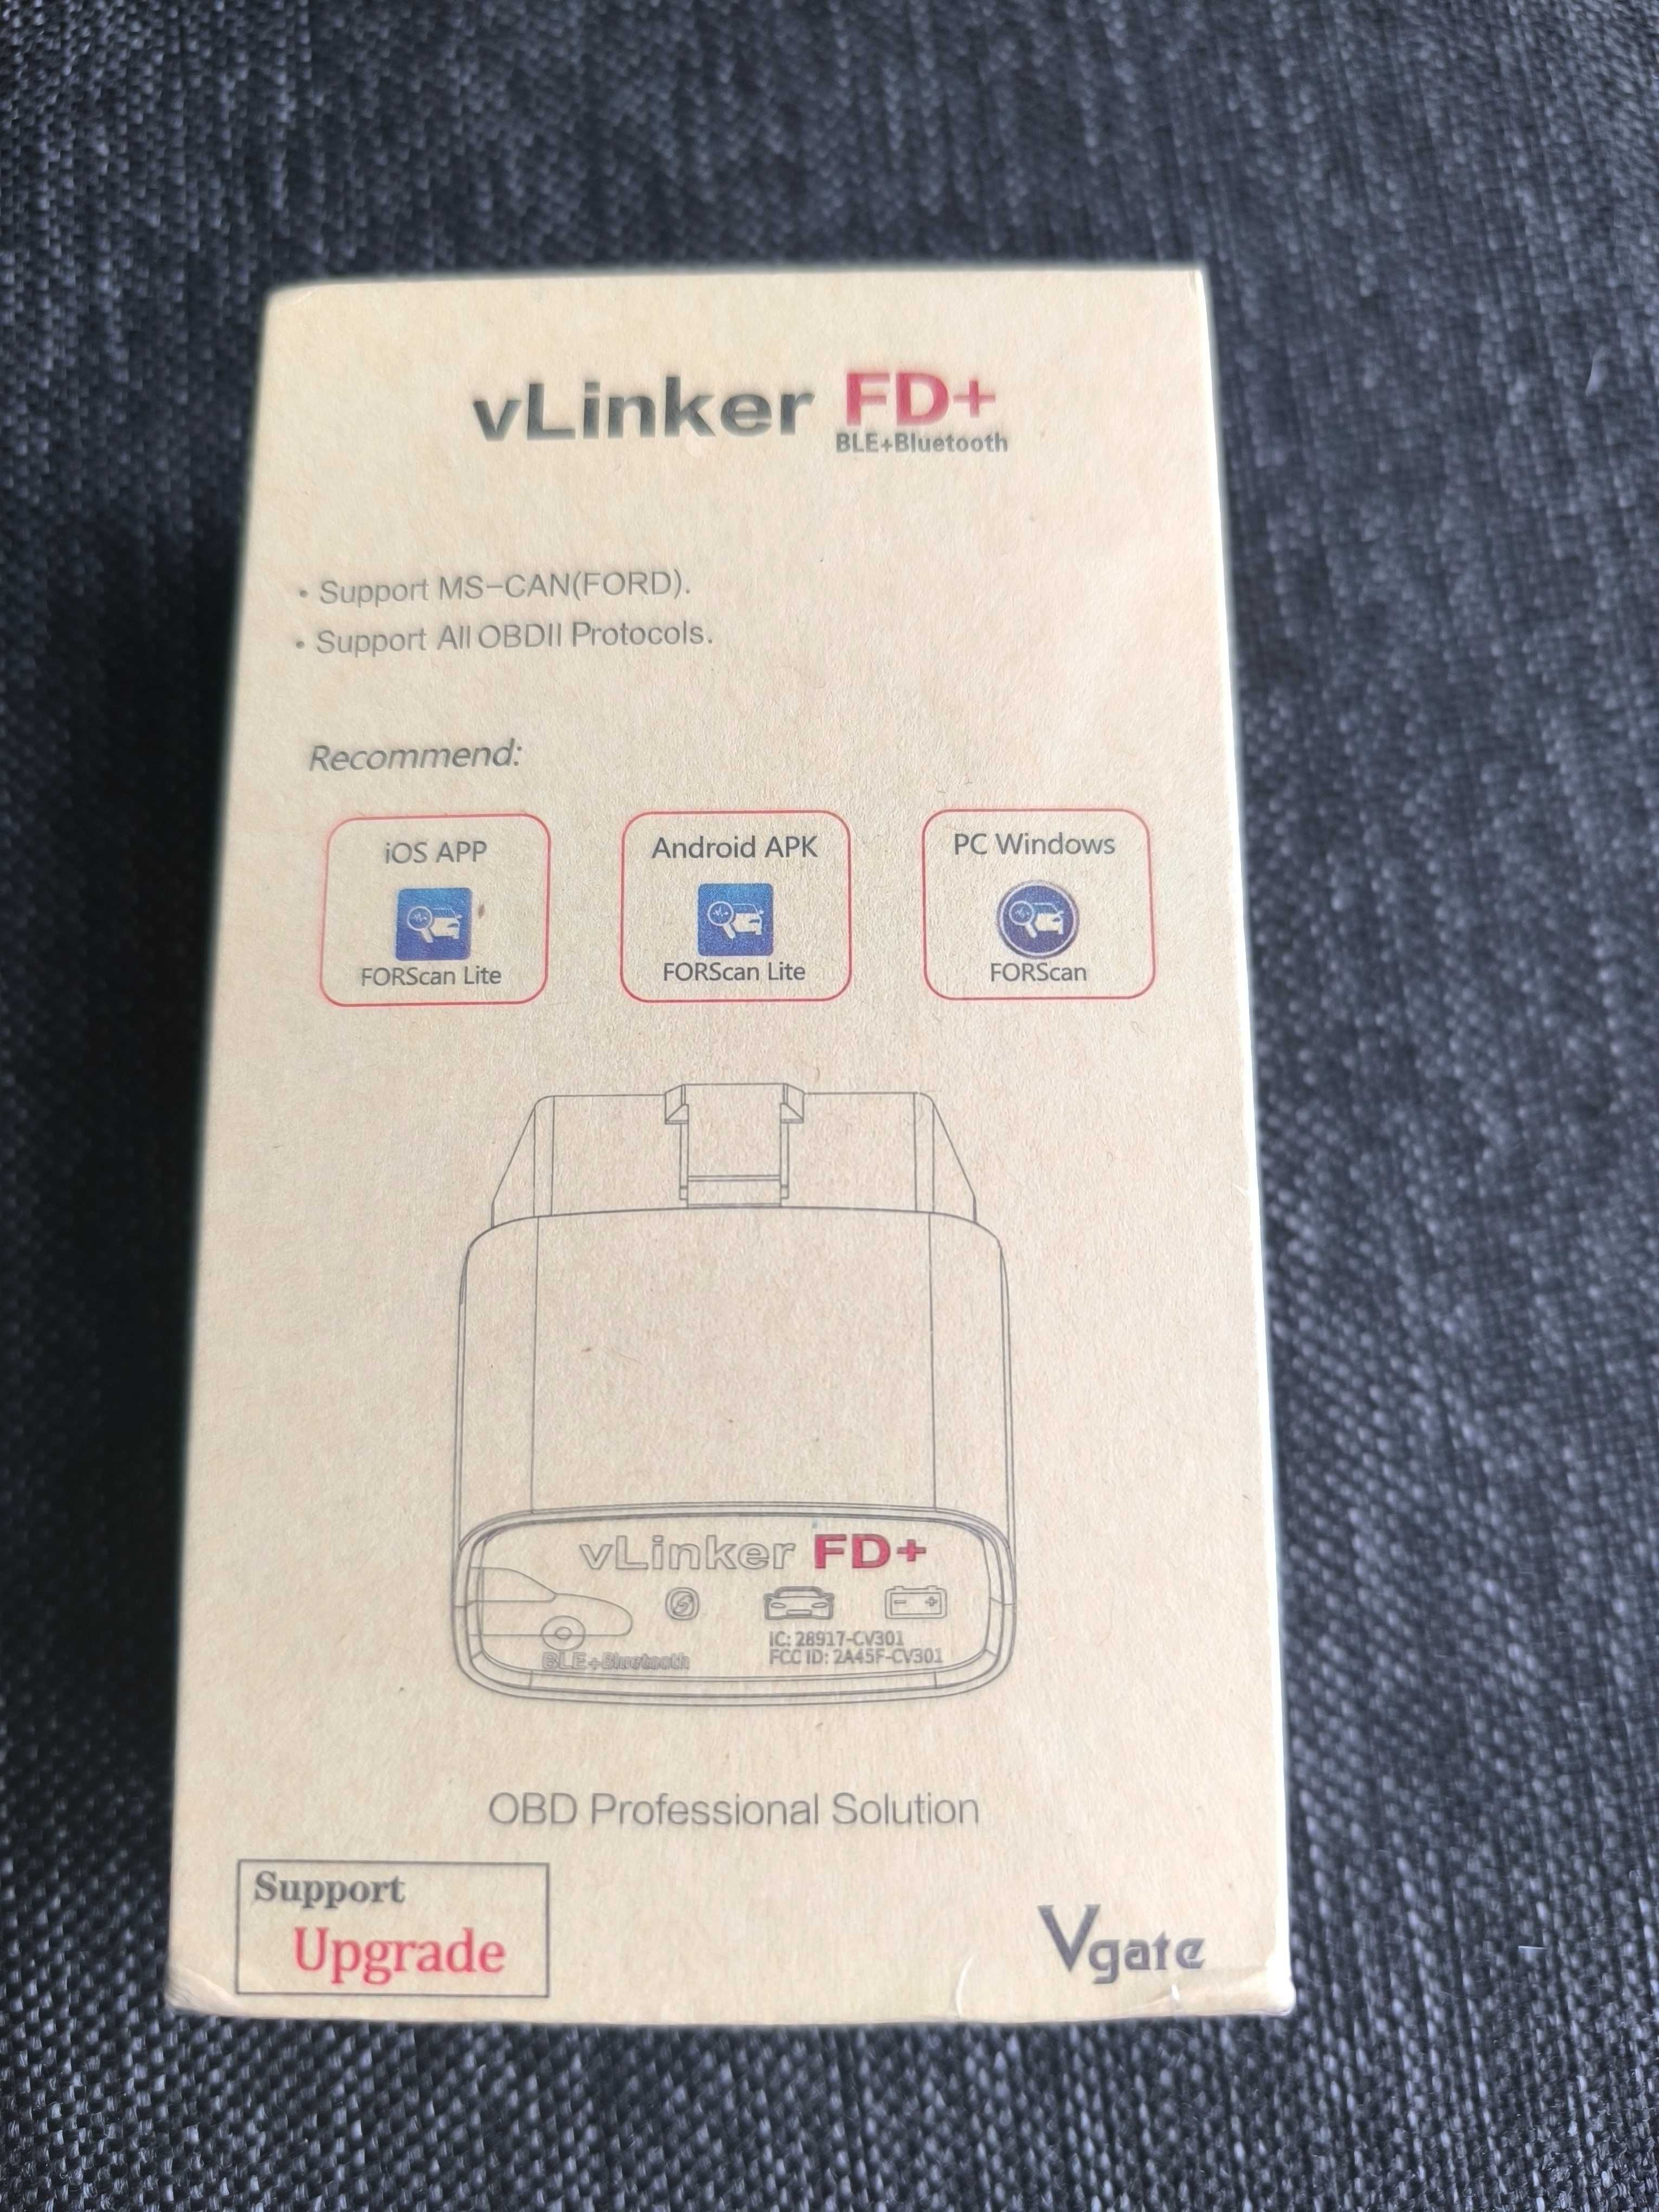 vLinker FD+
BLE+Bluetooth
• Support MS-CAN(FORD).
• Support All OBDII Protocols.
Recommend:
iOS APP
FORScan Lite
Android APK
FORScan Lite
PC Windows
FORScan
vLinker FD+
- +
BLE+Bluetooth
IC: 28917-CV301
FCC ID: 2A45F-CV301
OBD Professional Solution
Support
Upgrade
Vgate